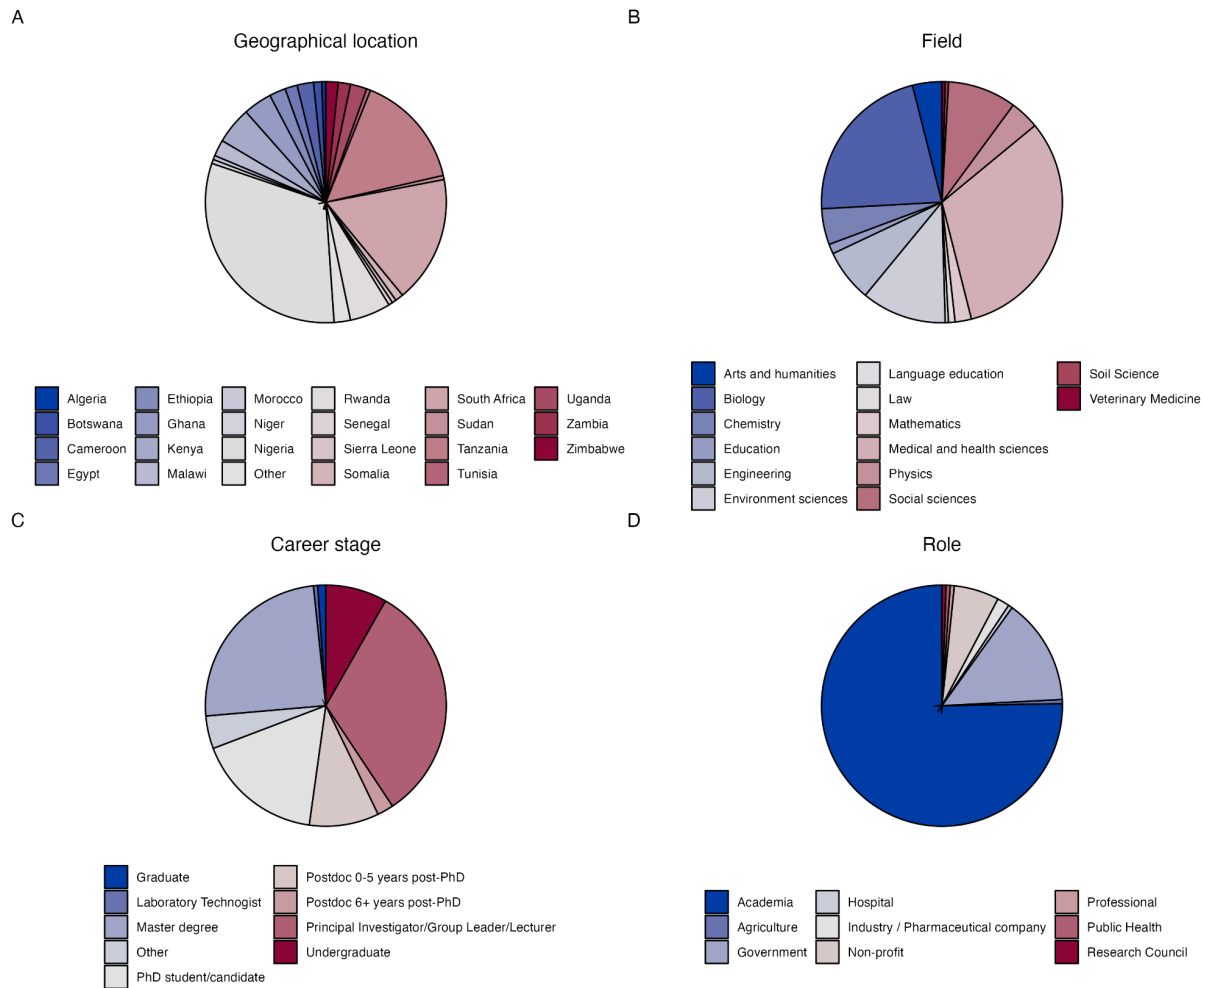 A
Geographical location
Algeria Ethiopia Morocco Rwanda South Africa Uganda
Botswana Ghana Niger Senegal Sudan Zambia
Cameroon Kenya Nigeria Sierra Leone Tanzania Zimbabwe
Egypt Malawi Other Somalia Tunisia
B
Field
Arts and humanities Language education Soil Science
Biology Law Veterinary Medicine
Chemistry Mathematics
Education Medical and health sciences
Engineering Physics
Environment sciences Social sciences
C
Career stage
Graduate Postdoc 0-5 years post-PhD
Laboratory Technogist Postdoc 6+ years post-PhD
Master degree Principal Investigator/Group Leader/Lecturer
Other Undergraduate
PhD student/candidate
D
Role
Academia Hospital Professional
Agriculture Industry / Pharmaceutical company Public Health
Government Non-profit Research Council